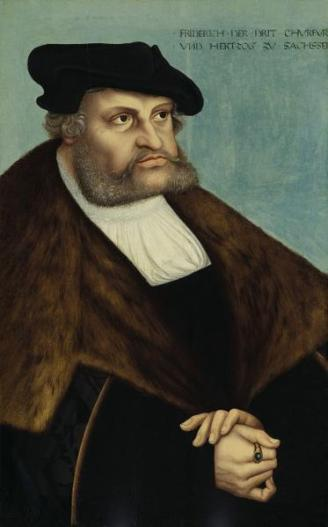 FRIDERICH · DER · DRIT · CHVRFVR
VND · HERTZOG · ZV · SACHSSEN